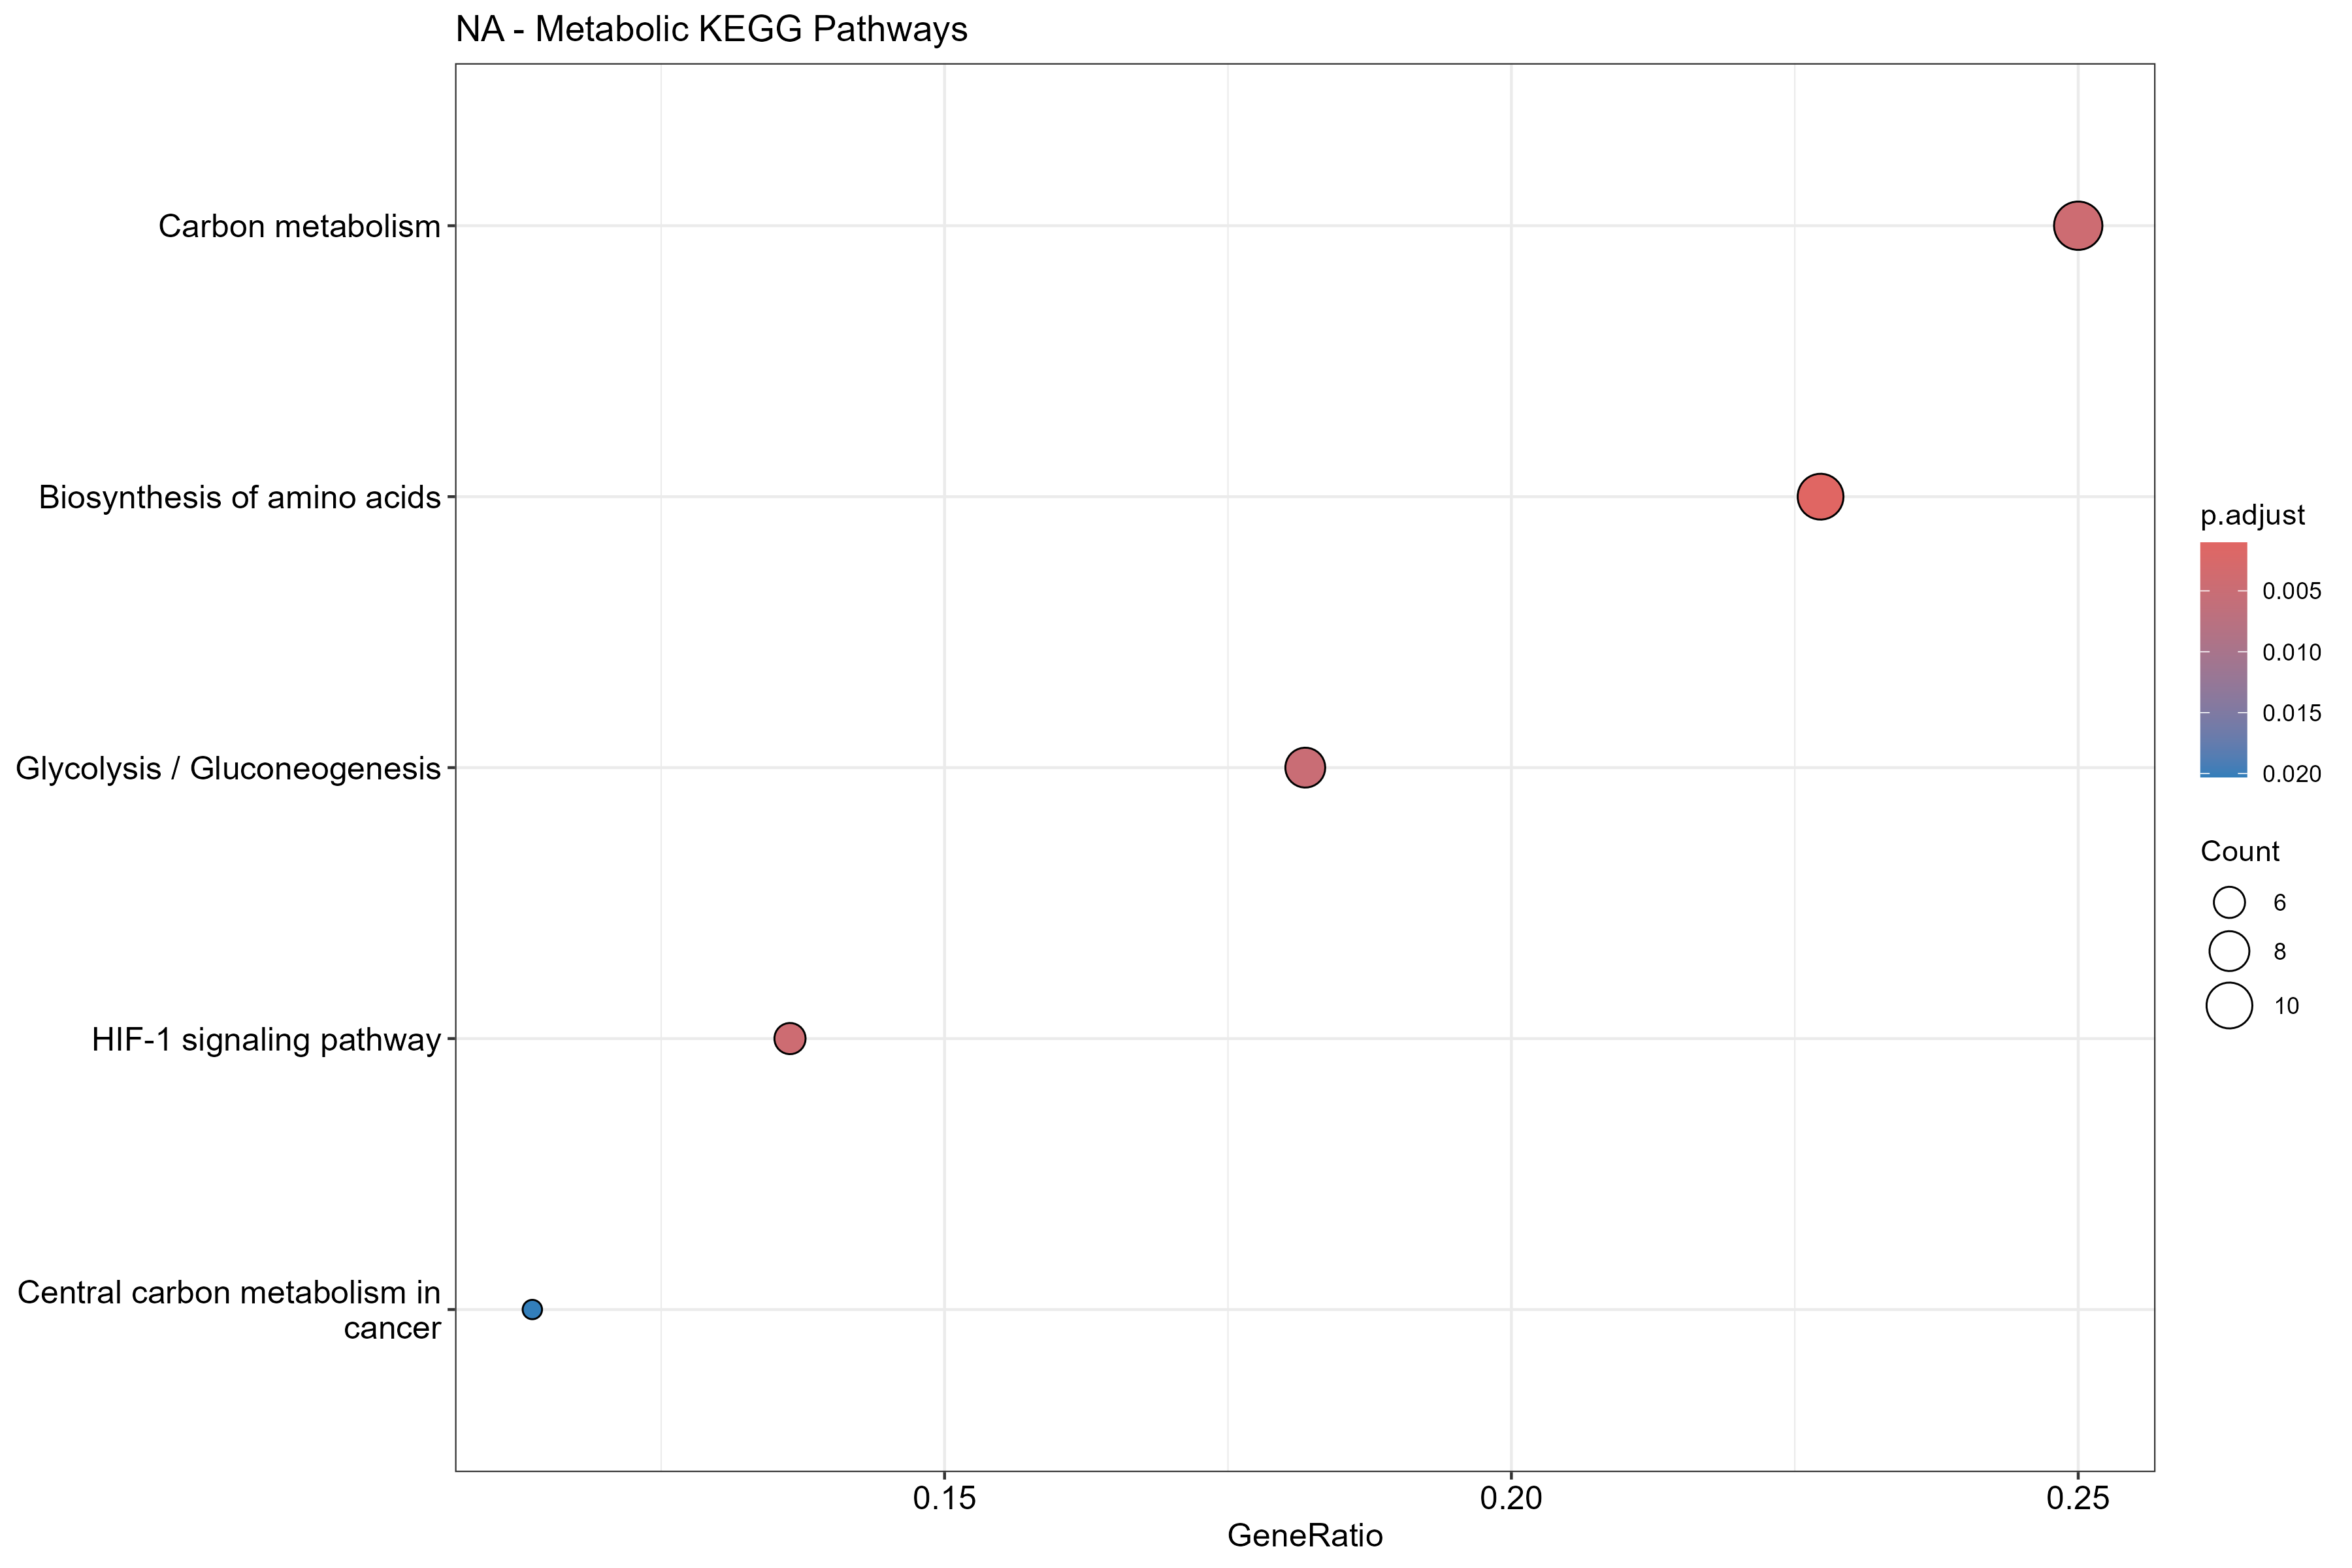 NA - Metabolic KEGG Pathways
Carbon metabolism
Biosynthesis of amino acids
Glycolysis / Gluconeogenesis
HIF-1 signaling pathway
Central carbon metabolism in
cancer
0.15
0.20
0.25
GeneRatio
p.adjust
0.005
0.010
0.015
0.020
Count
6
8
10